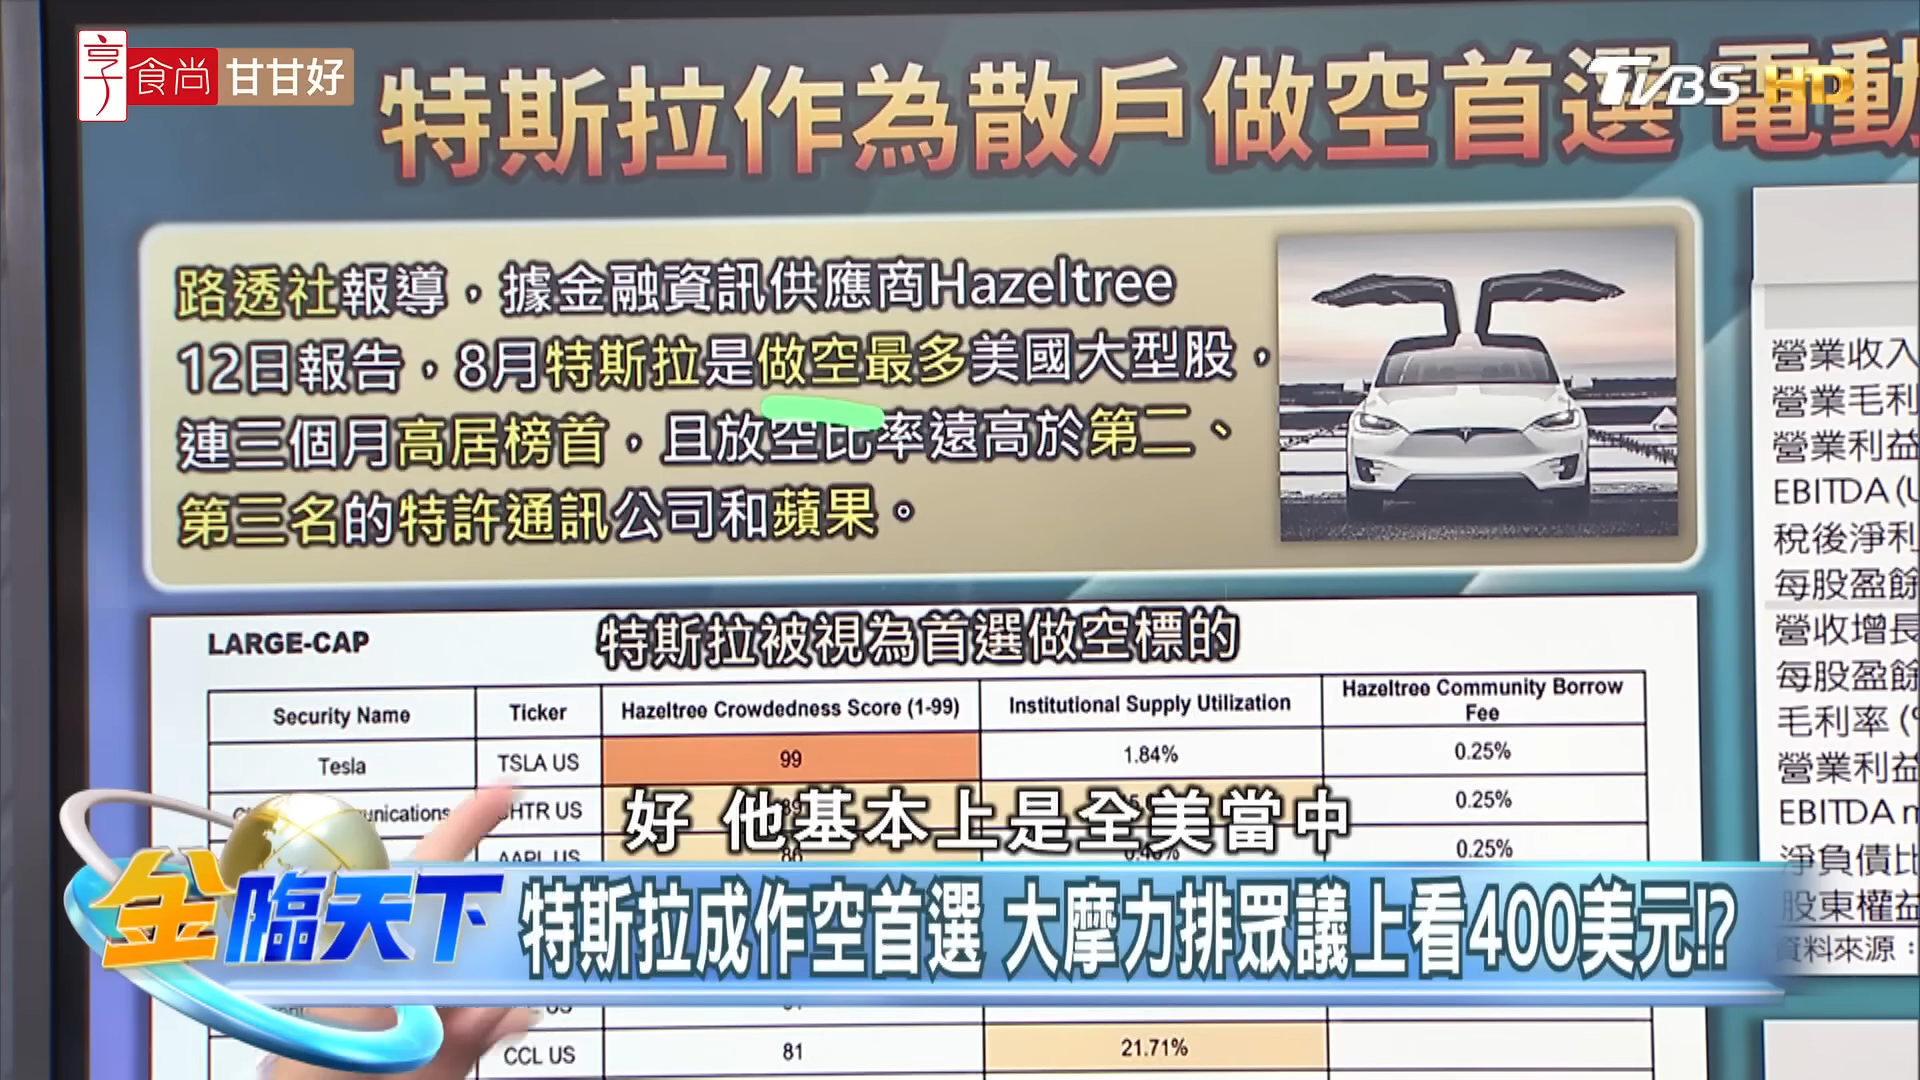 享食尚 甘甘好
TVBS HD
特斯拉作為散戶做空首選 電動
路透社報導，據金融資訊供應商Hazeltree
12日報告，8月特斯拉是做空最多美國大型股，
連三個月高居榜首，且放空比率遠高於第二、
第三名的特許通訊公司和蘋果。
特斯拉被視為首選做空標的
LARGE-CAP
Security Name Ticker Hazeltree Crowdedness Score (1-99) Institutional Supply Utilization Hazeltree Community Borrow Fee
Tesla TSLA US 99 1.84% 0.25%
CHTR US 89 0.25%
AAPL US 86 0.25%
CCL US 81 21.71%
營業收入
營業毛利
營業利益
EBITDA (U
稅後淨利
每股盈餘
營收增長
每股盈餘
毛利率 (%
營業利益
EBITDA m
淨負債比
股東權益
資料來源：
好 他基本上是全美當中
金臨天下
特斯拉成作空首選 大摩力排眾議上看400美元!?